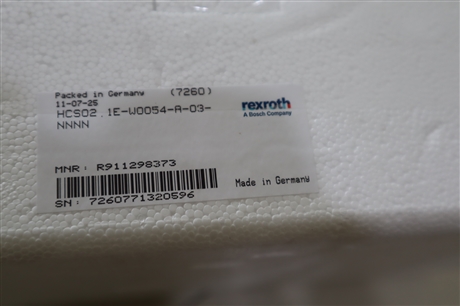 Packed in Germany (7260)
11-07-25
HCS02.1E-W0054-A-03-
NNNN
rexroth
A Bosch Company
MNR: R911298373
Made in Germany
SN: 7260771320596